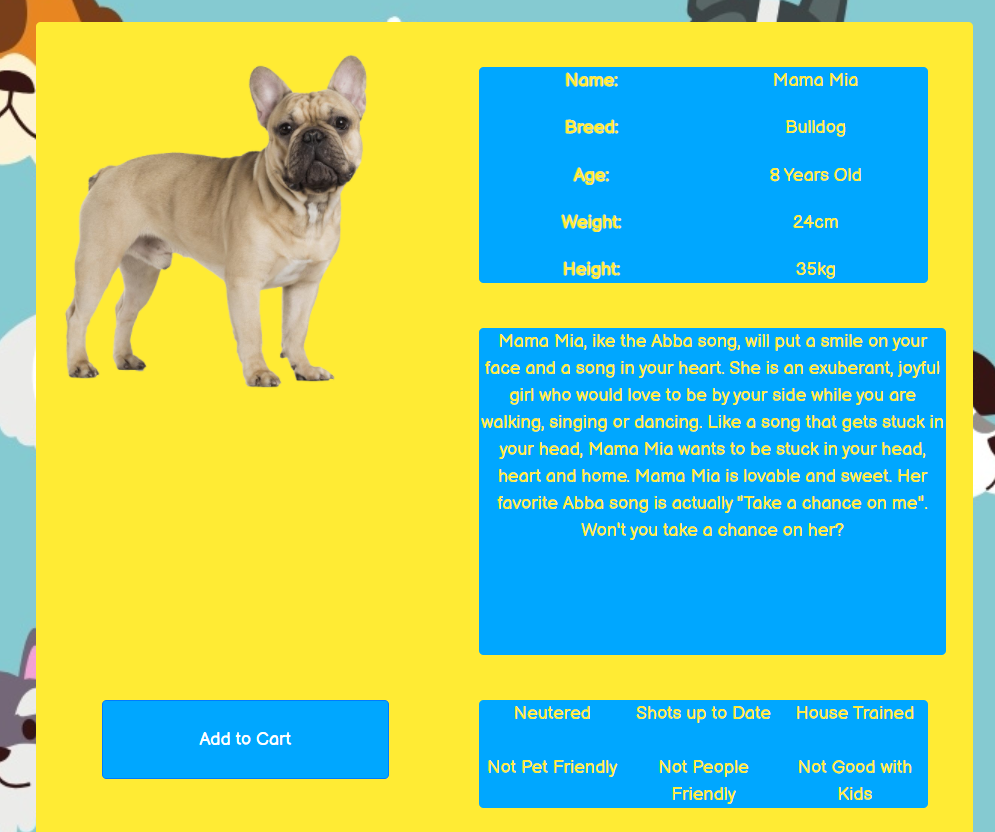 Name: Mama Mia
Breed: Bulldog
Age: 8 Years Old
Weight: 24cm
Height: 35kg
Mama Mia, ike the Abba song, will put a smile on your
face and a song in your heart. She is an exuberant, joyful
girl who would love to be by your side while you are
walking, singing or dancing. Like a song that gets stuck in
your head, Mama Mia wants to be stuck in your head,
heart and home. Mama Mia is lovable and sweet. Her
favorite Abba song is actually "Take a chance on me".
Won't you take a chance on her?
Add to Cart
Neutered Shots up to Date House Trained
Not Pet Friendly Not People Not Good with
Friendly Kids